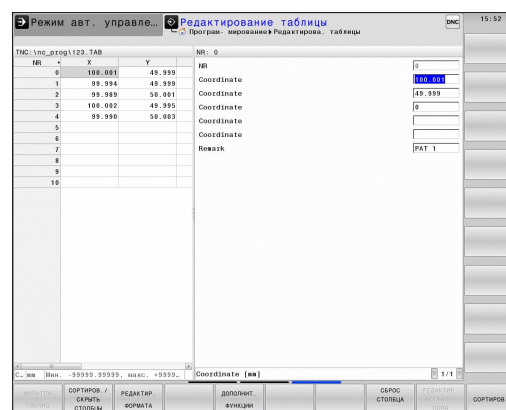 Режим авт. управле…
Редактирование таблицы
Програм- мирование Редактирова. таблицы
DNC
15:52
TNC:\nc_prog\123.TAB
NR: 0
NR X Y
0 100.001 49.999
1 99.994 49.999
2 99.989 50.001
3 100.002 49.995
4 99.990 50.003
5
6
7
8
9
10
NR 0
Coordinate 100.001
Coordinate 49.999
Coordinate 0
Coordinate
Coordinate
Remark PAT 1
C… mm Мин. -99999.99999, макс. +9999…
Coordinate [mm]
1/1
СОРТИРОВ./ СКРЫТЬ СТОЛБЦЫ
РЕДАКТИР. ФОРМАТА
ДОПОЛНИТ. ФУНКЦИИ
СБРОС СТОЛБЦА
СОРТИРОВ